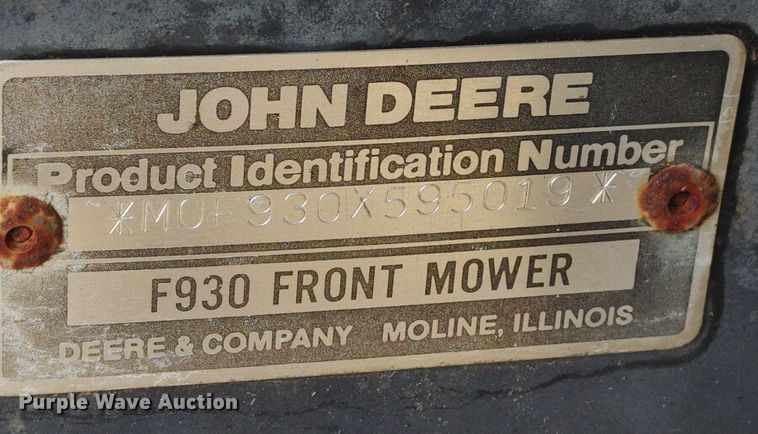 JOHN DEERE
Product Identification Number
*M0F930X595019*
F930 FRONT MOWER
DEERE & COMPANY MOLINE, ILLINOIS
Purple Wave Auction